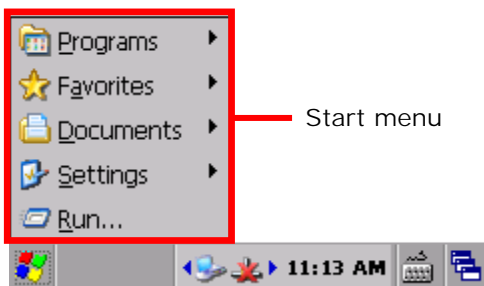 Programs
Favorites
Start menu
Documents
Settings
Run...
11:13 AM